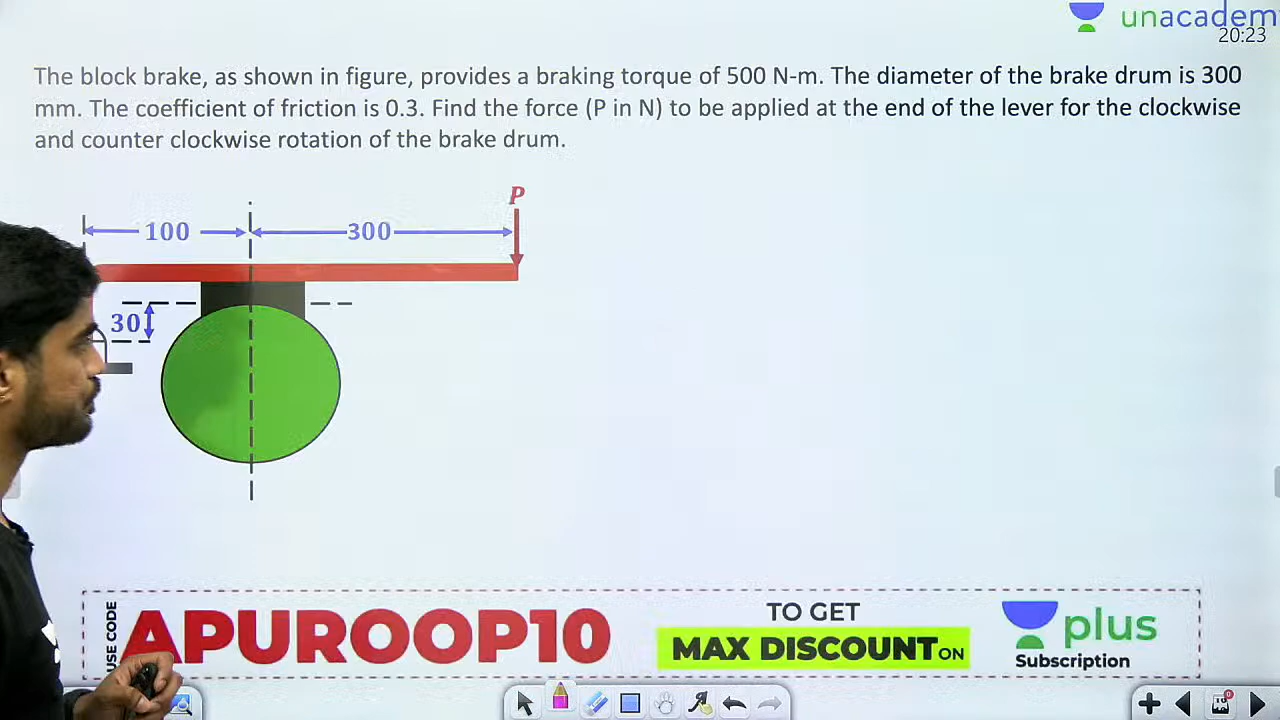 unacadem
20:23
The block brake, as shown in figure, provides a braking torque of 500 N-m. The diameter of the brake drum is 300
mm. The coefficient of friction is 0.3. Find the force (P in N) to be applied at the end of the lever for the clockwise
and counter clockwise rotation of the brake drum.
P
100
300
30
USE CODE
APUROOP10
TO GET
MAX DISCOUNT ON
plus
Subscription